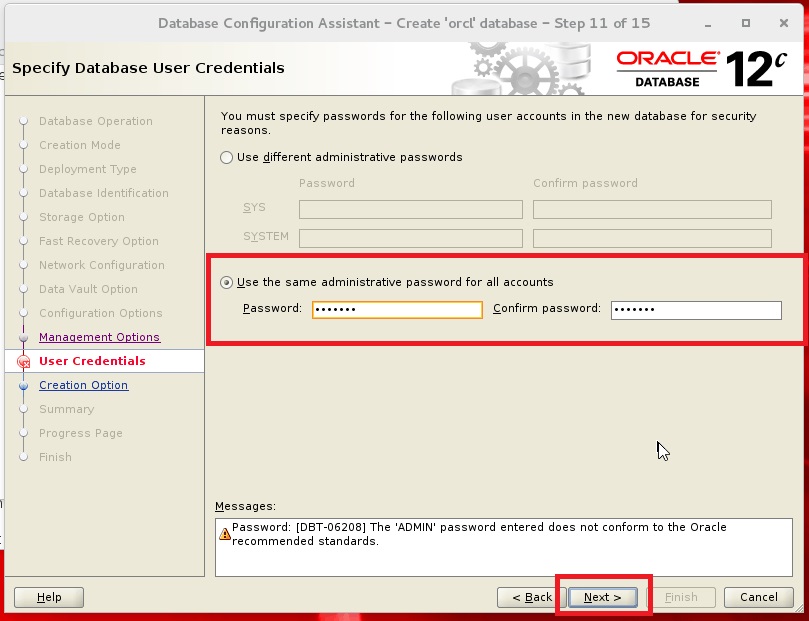 Database Configuration Assistant – Create 'orcl' database – Step 11 of 15
Specify Database User Credentials
ORACLE®
DATABASE
12c
Database Operation
Creation Mode
Deployment Type
Database Identification
Storage Option
Fast Recovery Option
Network Configuration
Data Vault Option
Configuration Options
Management Options
User Credentials
Creation Option
Summary
Progress Page
Finish
You must specify passwords for the following user accounts in the new database for security
reasons.
Use different administrative passwords
Password Confirm password
SYS
SYSTEM
Use the same administrative password for all accounts
Password: ••••••• Confirm password: •••••••
Messages:
Password: [DBT-06208] The 'ADMIN' password entered does not conform to the Oracle
recommended standards.
Help < Back Next > Finish Cancel